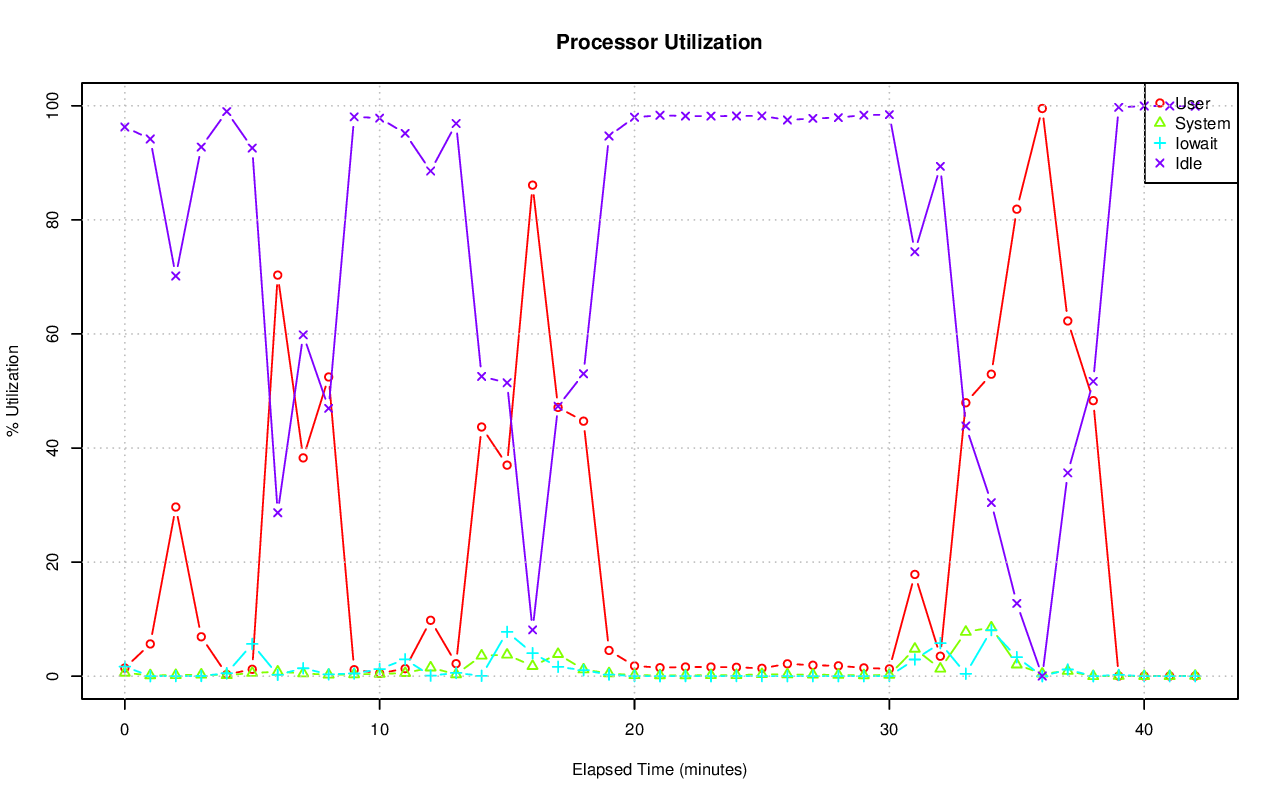 Processor Utilization
% Utilization
100
80
60
40
20
0
User
System
Iowait
Idle
0 10 20 30 40
Elapsed Time (minutes)